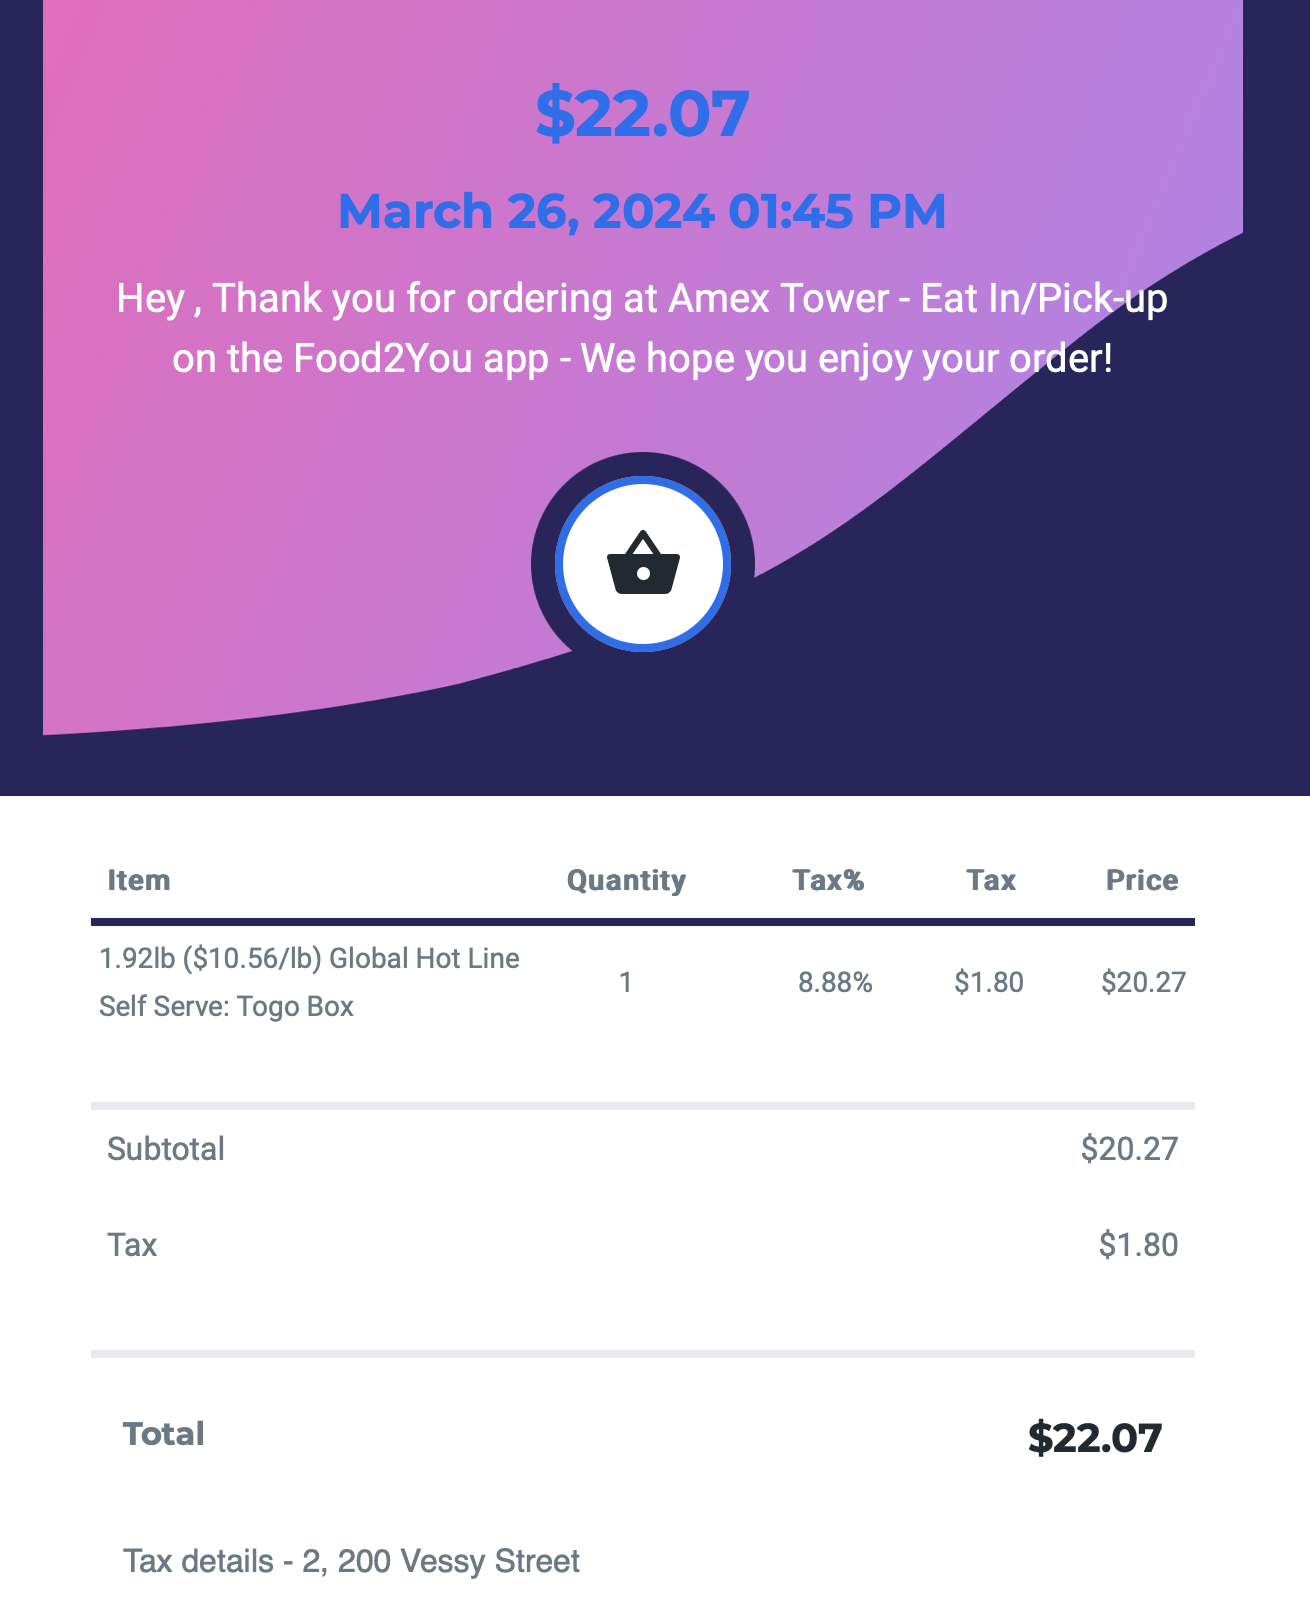 $22.07
March 26, 2024 01:45 PM
Hey , Thank you for ordering at Amex Tower - Eat In/Pick-up
on the Food2You app - We hope you enjoy your order!
Item Quantity Tax% Tax Price
1.92lb ($10.56/lb) Global Hot Line
Self Serve: Togo Box
1 8.88% $1.80 $20.27
Subtotal $20.27
Tax $1.80
Total $22.07
Tax details - 2, 200 Vessy Street